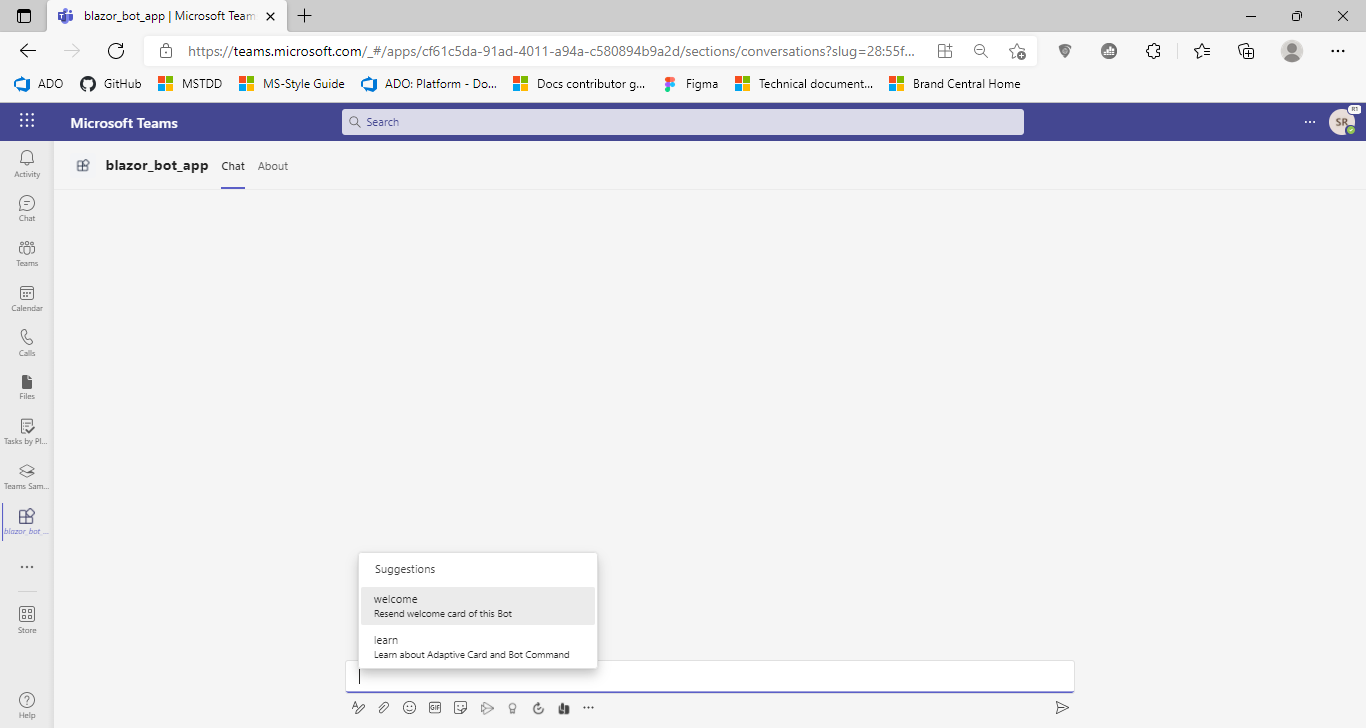 blazor_bot_app | Microsoft Team
https://teams.microsoft.com/_#/apps/cf61c5da-91ad-4011-a94a-c580894b9a2d/sections/conversations?slug=28:55f...
ADO
GitHub
MSTDD
MS-Style Guide
ADO: Platform - Do...
Docs contributor g...
Figma
Technical document...
Brand Central Home
Microsoft Teams
Search
SR
R1
blazor_bot_app
Chat
About
Activity
Chat
Teams
Calendar
Calls
Files
Tasks by Pl...
Teams Sam...
blazor_bot_...
Store
Help
Suggestions
welcome
Resend welcome card of this Bot
learn
Learn about Adaptive Card and Bot Command
GIF